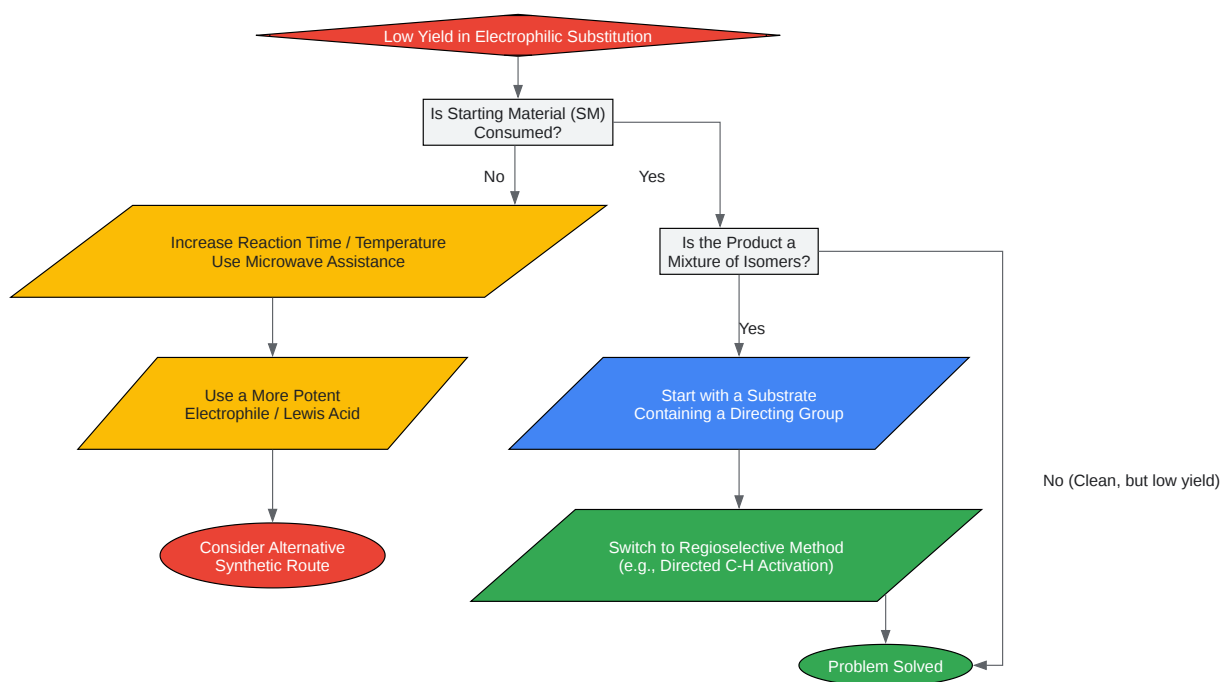 Low Yield in Electrophilic Substitution
Is Starting Material (SM)
Consumed?
No
Yes
Increase Reaction Time / Temperature
Use Microwave Assistance
Is the Product a
Mixture of Isomers?
Yes
Use a More Potent
Electrophile / Lewis Acid
Start with a Substrate
Containing a Directing Group
No (Clean, but low yield)
Consider Alternative
Synthetic Route
Switch to Regioselective Method
(e.g., Directed C-H Activation)
Problem Solved